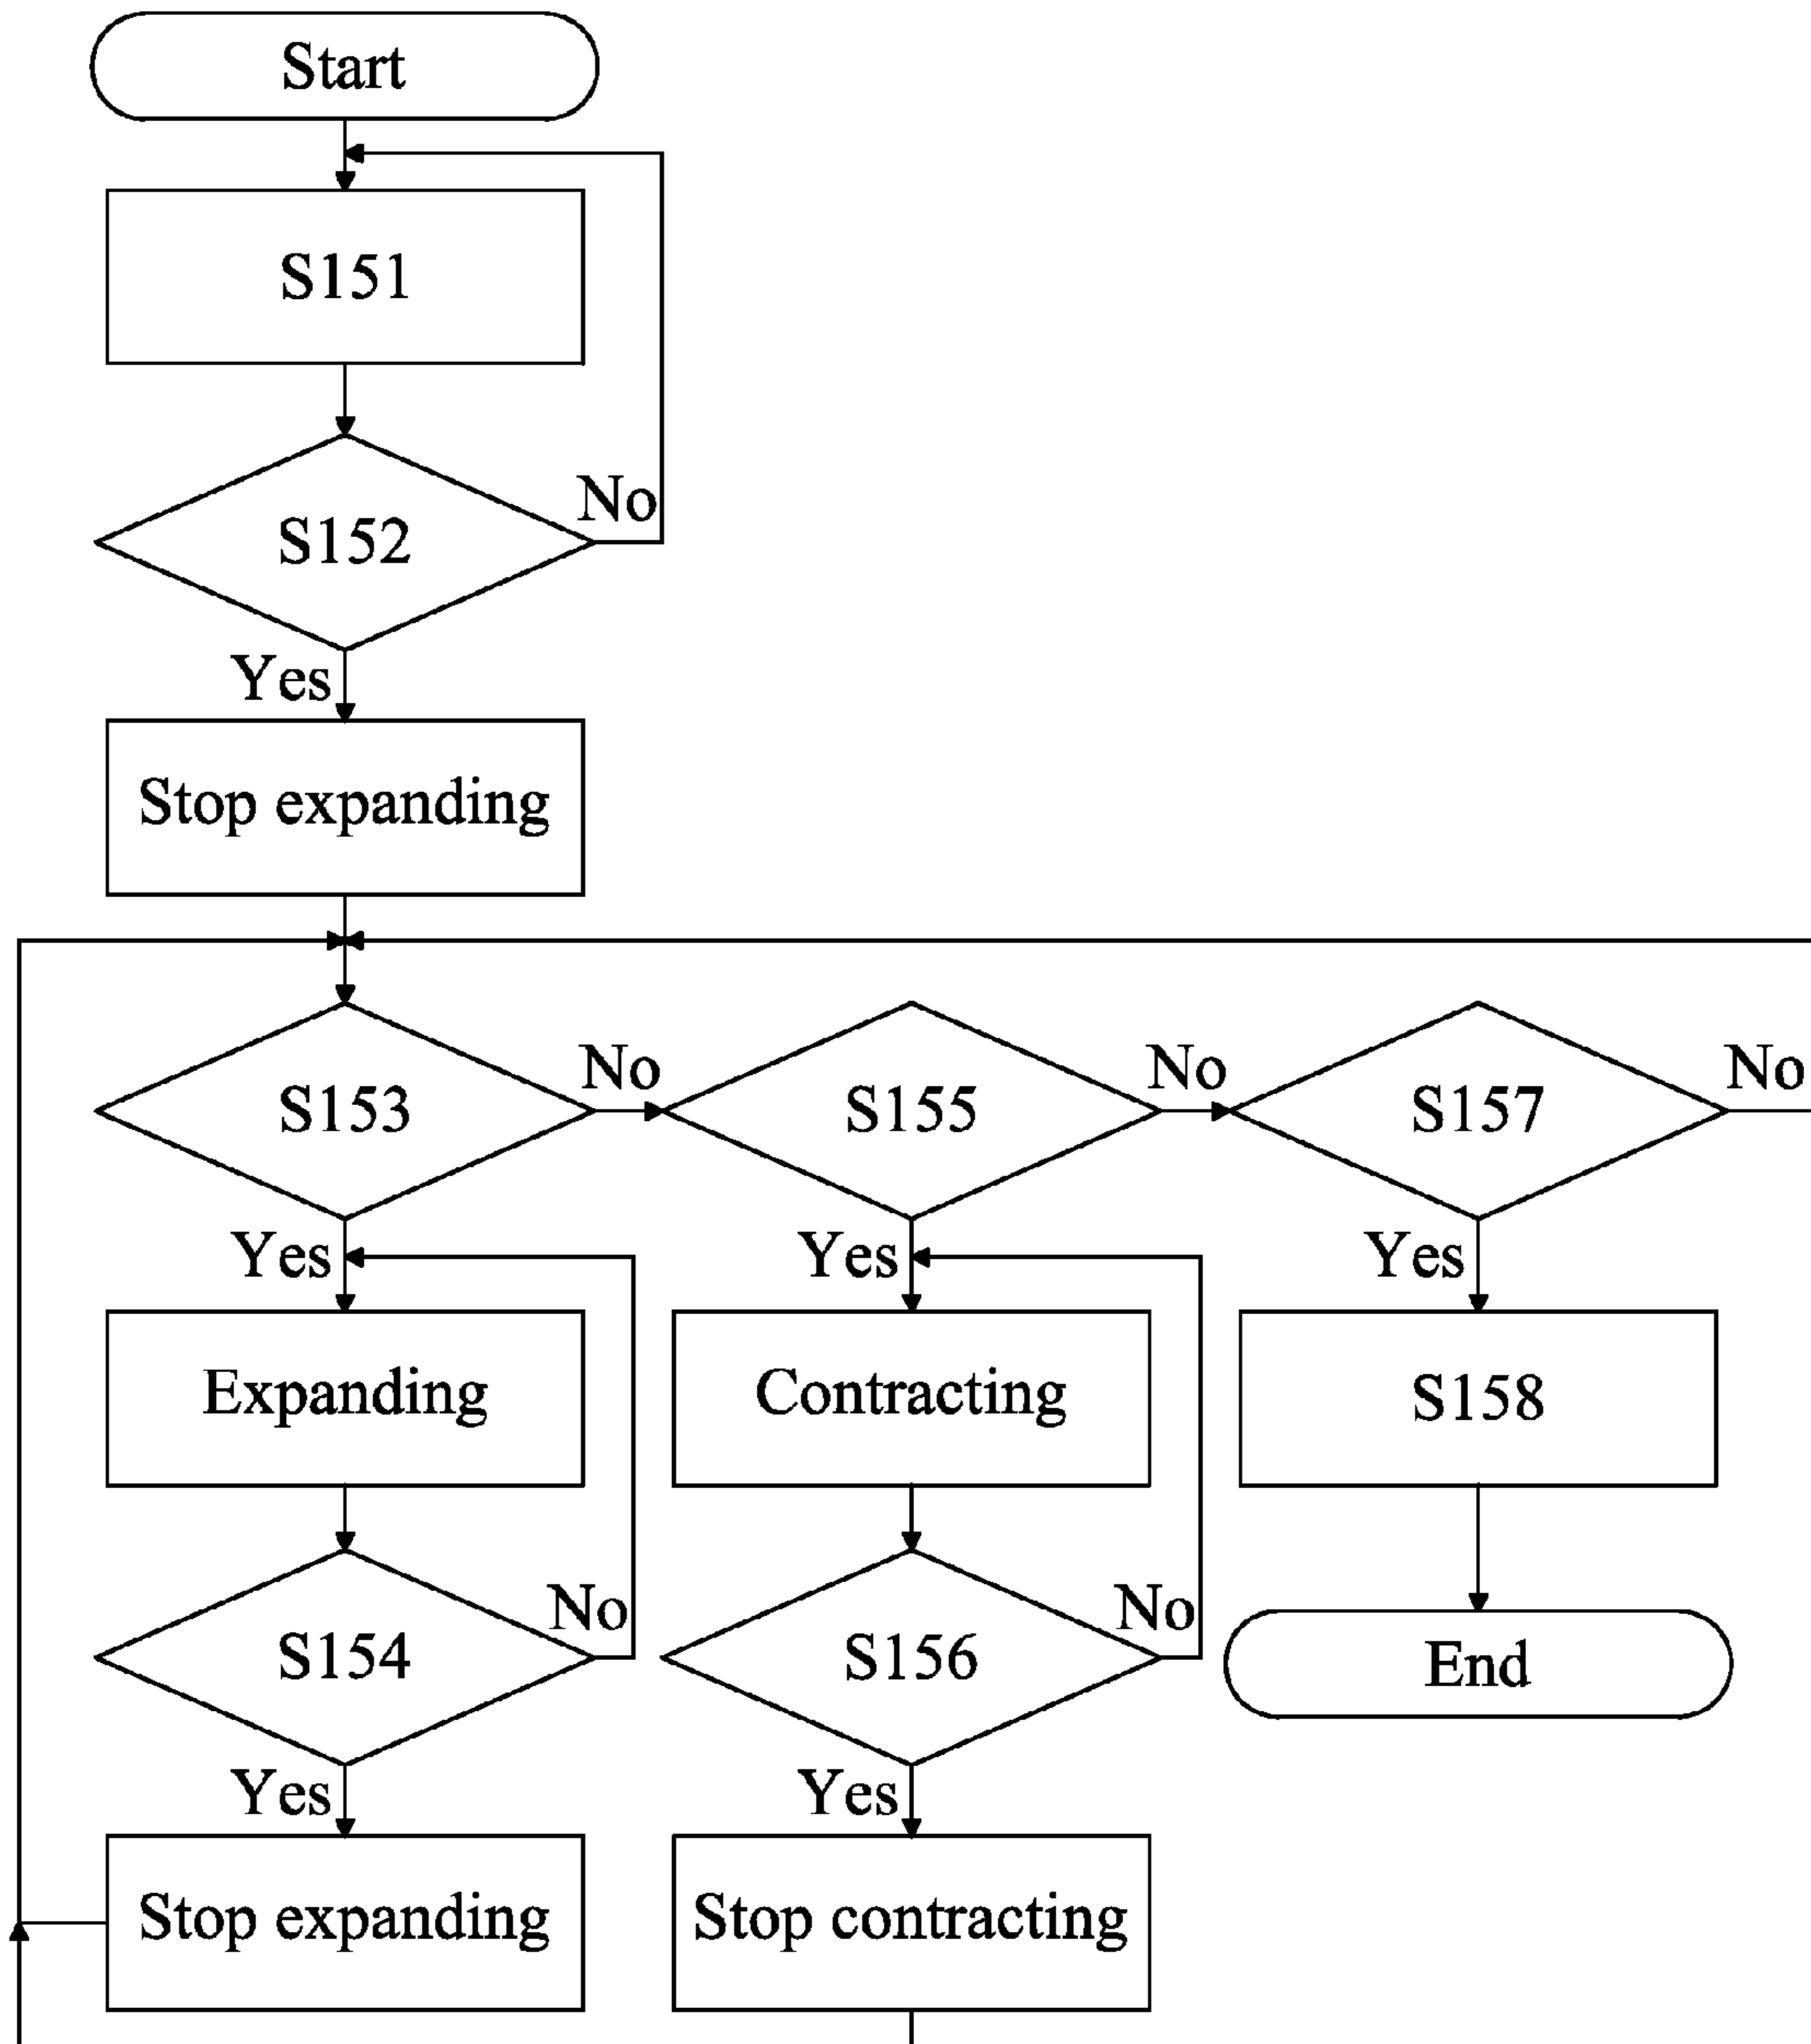 Start
S151
S152
No
Yes
Stop expanding
S153
No
S155
No
S157
No
Yes
Yes
Yes
Expanding
Contracting
S158
S154
No
S156
No
End
Yes
Yes
Stop expanding
Stop contracting